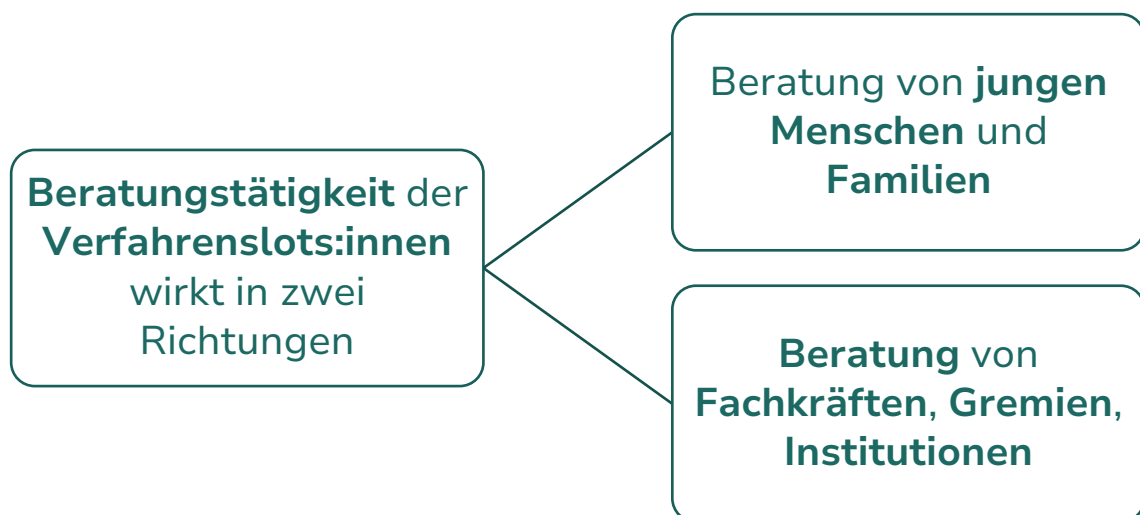 Beratungstätigkeit der
Verfahrenslots:innen
wirkt in zwei
Richtungen
Beratung von jungen
Menschen und
Familien
Beratung von
Fachkräften, Gremien,
Institutionen